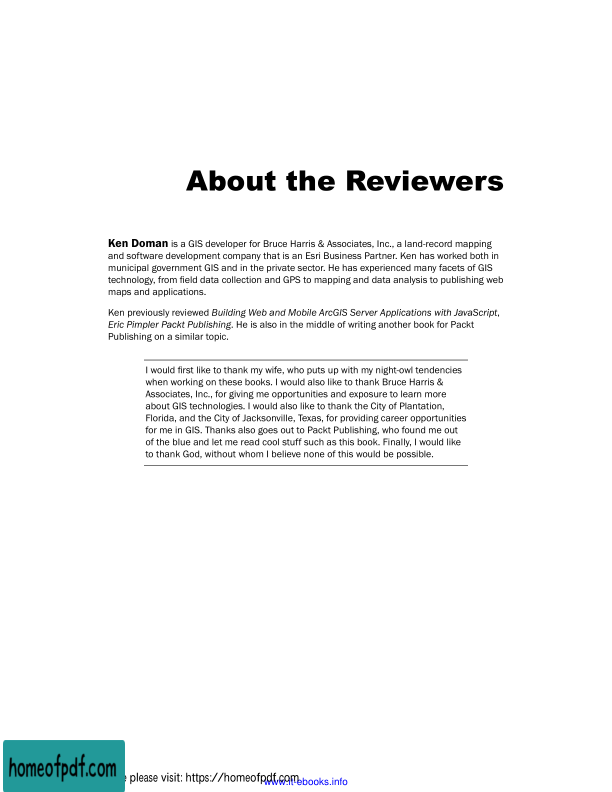 About the Reviewers
Ken Doman is a GIS developer for Bruce Harris & Associates, Inc., a land-record mapping
and software development company that is an Esri Business Partner. Ken has worked both in
municipal government GIS and in the private sector. He has experienced many facets of GIS
technology, from field data collection and GPS to mapping and data analysis to publishing web
maps and applications.
Ken previously reviewed Building Web and Mobile ArcGIS Server Applications with JavaScript,
Eric Pimpler Packt Publishing. He is also in the middle of writing another book for Packt
Publishing on a similar topic.
I would first like to thank my wife, who puts up with my night-owl tendencies
when working on these books. I would also like to thank Bruce Harris &
Associates, Inc., for giving me opportunities and exposure to learn more
about GIS technologies. I would also like to thank the City of Plantation,
Florida, and the City of Jacksonville, Texas, for providing career opportunities
for me in GIS. Thanks also goes out to Packt Publishing, who found me out
of the blue and let me read cool stuff such as this book. Finally, I would like
to thank God, without whom I believe none of this would be possible.
homeofpdf.com
please visit: https://homeofpdf.com
www.it-ebooks.info